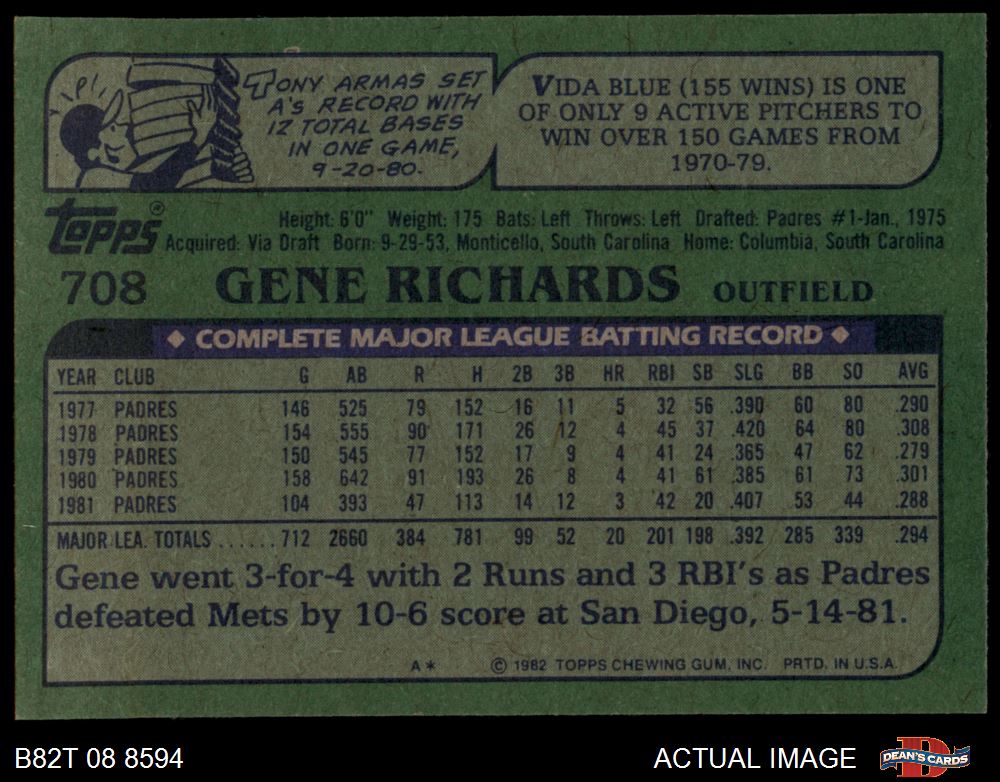 P!
TONY ARMAS SET
A's RECORD WITH
12 TOTAL BASES
IN ONE GAME,
9-20-80.
VIDA BLUE (155 WINS) IS ONE
OF ONLY 9 ACTIVE PITCHERS TO
WIN OVER 150 GAMES FROM
1970-79.
TOPPS®
Height: 6'0" Weight: 175 Bats: Left Throws: Left Drafted: Padres #1-Jan., 1975
Acquired: Via Draft Born: 9-29-53, Monticello, South Carolina Home: Columbia, South Carolina
708 GENE RICHARDS OUTFIELD
◆ COMPLETE MAJOR LEAGUE BATTING RECORD ◆
YEAR CLUB G AB R H 2B 3B HR RBI SB SLG BB SO AVG
1977 PADRES 146 525 79 152 16 11 5 32 56 .390 60 80 .290
1978 PADRES 154 555 90 171 26 12 4 45 37 .420 64 80 .308
1979 PADRES 150 545 77 152 17 9 4 41 24 .365 47 62 .279
1980 PADRES 158 642 91 193 26 8 4 41 61 .385 61 73 .301
1981 PADRES 104 393 47 113 14 12 3 42 20 .407 53 44 .288
MAJOR LEA. TOTALS ......712 2660 384 781 99 52 20 201 198 .392 285 339 .294
Gene went 3-for-4 with 2 Runs and 3 RBI's as Padres
defeated Mets by 10-6 score at San Diego, 5-14-81.
A* © 1982 TOPPS CHEWING GUM, INC. PRTD. IN U.S.A.
B82T 08 8594
ACTUAL IMAGE
D
DEAN'S CARDS